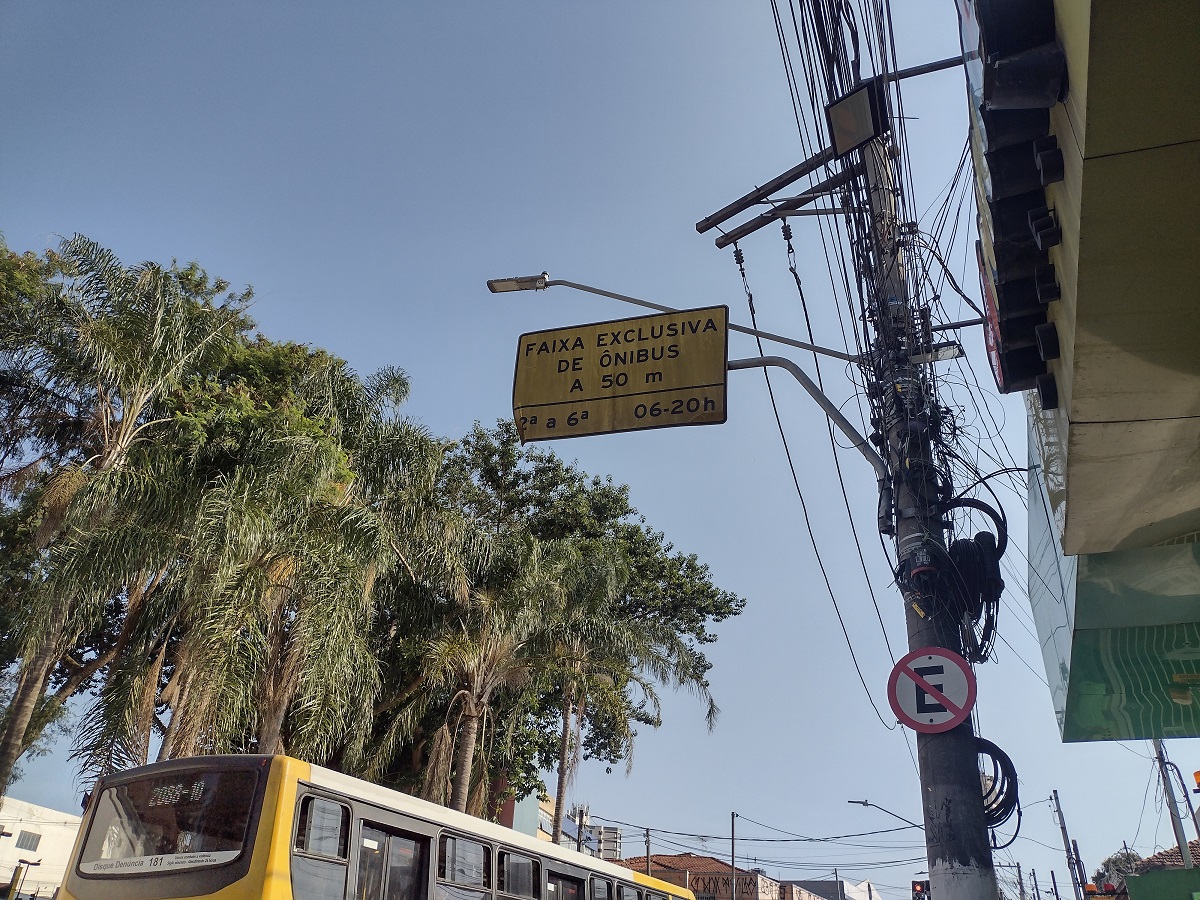 FAIXA EXCLUSIVA
DE ÔNIBUS
A 50 m
2ª a 6ª 06-20h
E
Disque Denúncia 181